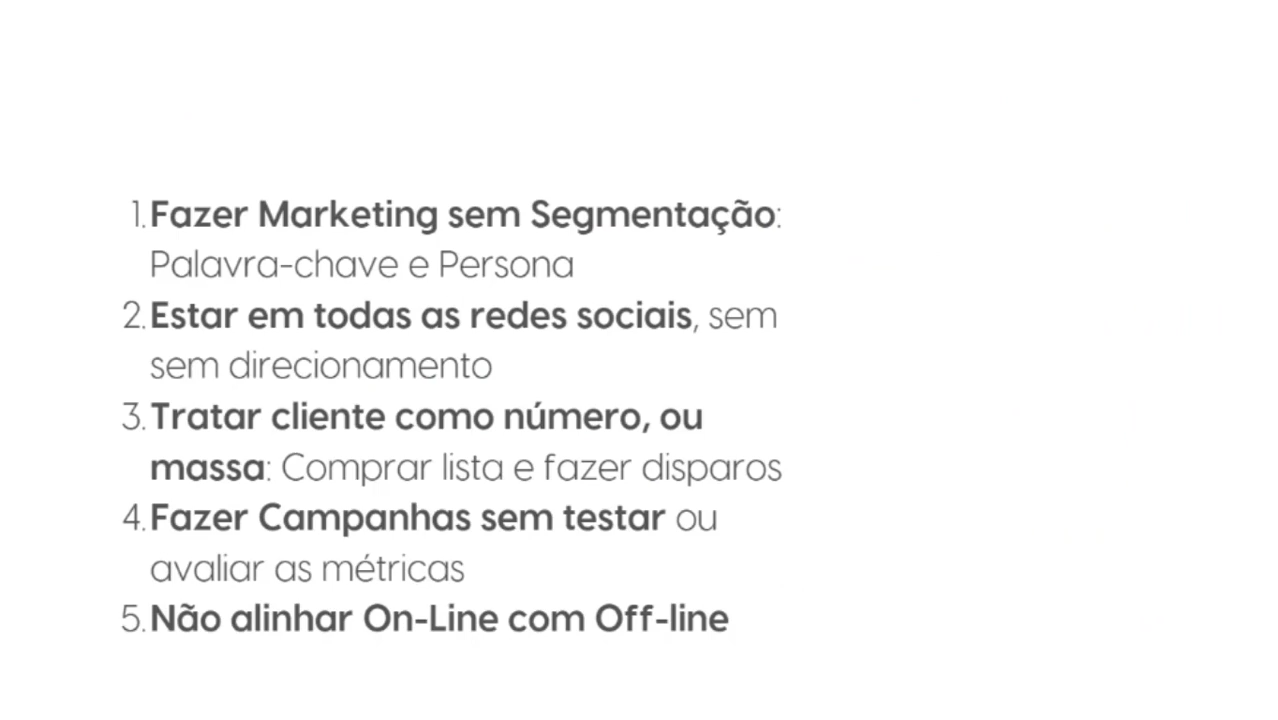 1. Fazer Marketing sem Segmentação:
Palavra-chave e Persona
2. Estar em todas as redes sociais, sem
sem direcionamento
3. Tratar cliente como número, ou
massa: Comprar lista e fazer disparos
4. Fazer Campanhas sem testar ou
avaliar as métricas
5. Não alinhar On-Line com Off-line